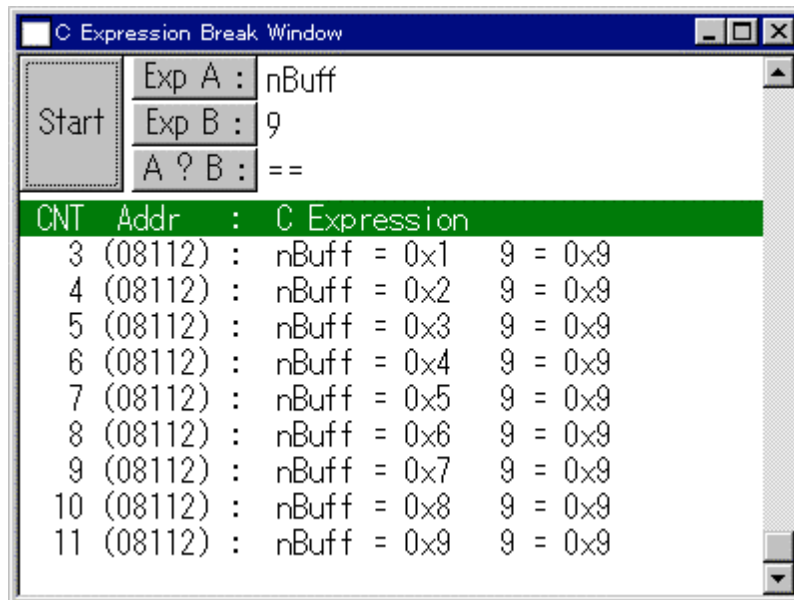 C Expression Break Window
Start
Exp A : nBuff
Exp B : 9
A ? B : ==
CNT Addr : C Expression
3 (08112) : nBuff = 0x1 9 = 0x9
4 (08112) : nBuff = 0x2 9 = 0x9
5 (08112) : nBuff = 0x3 9 = 0x9
6 (08112) : nBuff = 0x4 9 = 0x9
7 (08112) : nBuff = 0x5 9 = 0x9
8 (08112) : nBuff = 0x6 9 = 0x9
9 (08112) : nBuff = 0x7 9 = 0x9
10 (08112) : nBuff = 0x8 9 = 0x9
11 (08112) : nBuff = 0x9 9 = 0x9